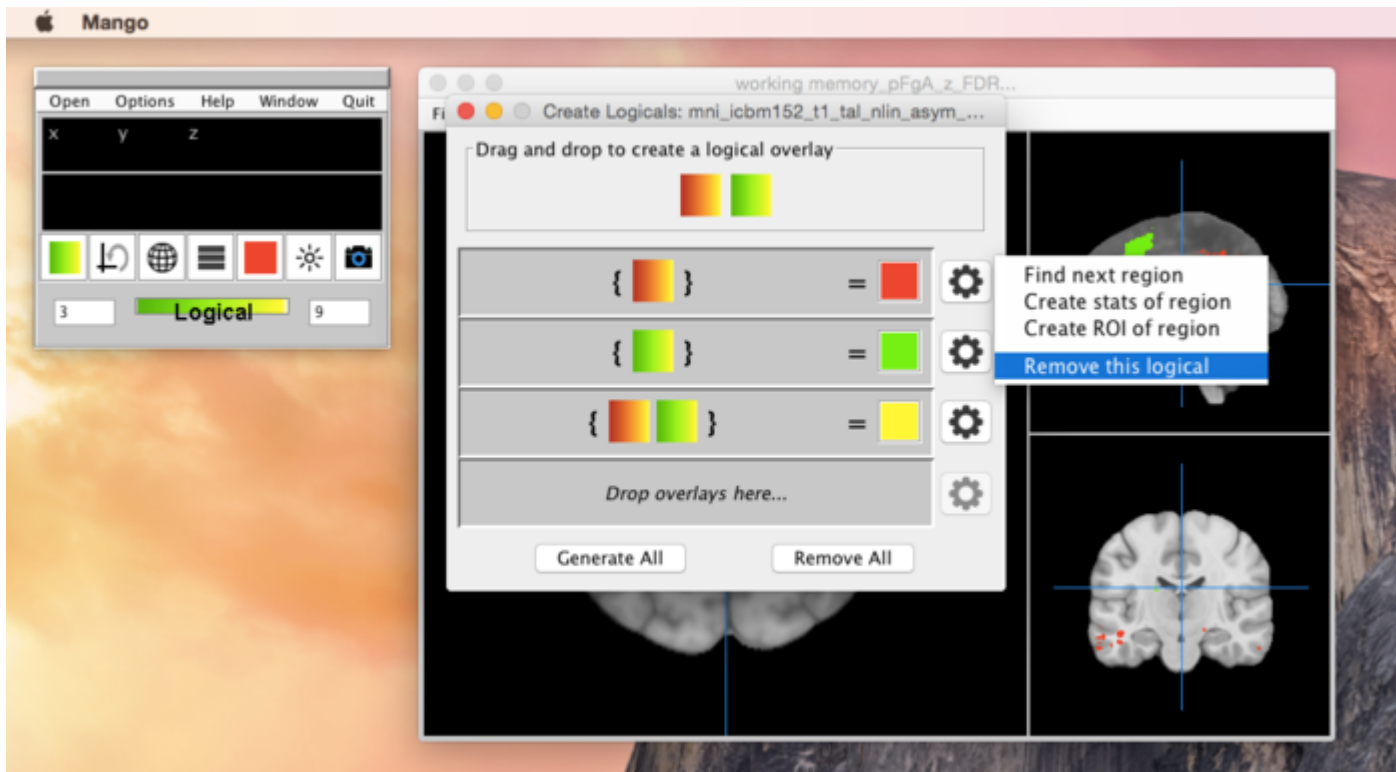 Mango
Open Options Help Window Quit
x y z
3 Logical 9
working memory_pFgA_z_FDR...
Fi
Create Logicals: mni_icbm152_t1_tal_nlin_asym_...
Drag and drop to create a logical overlay
{ } =
{ } =
{ } =
Drop overlays here...
Generate All Remove All
Find next region
Create stats of region
Create ROI of region
Remove this logical